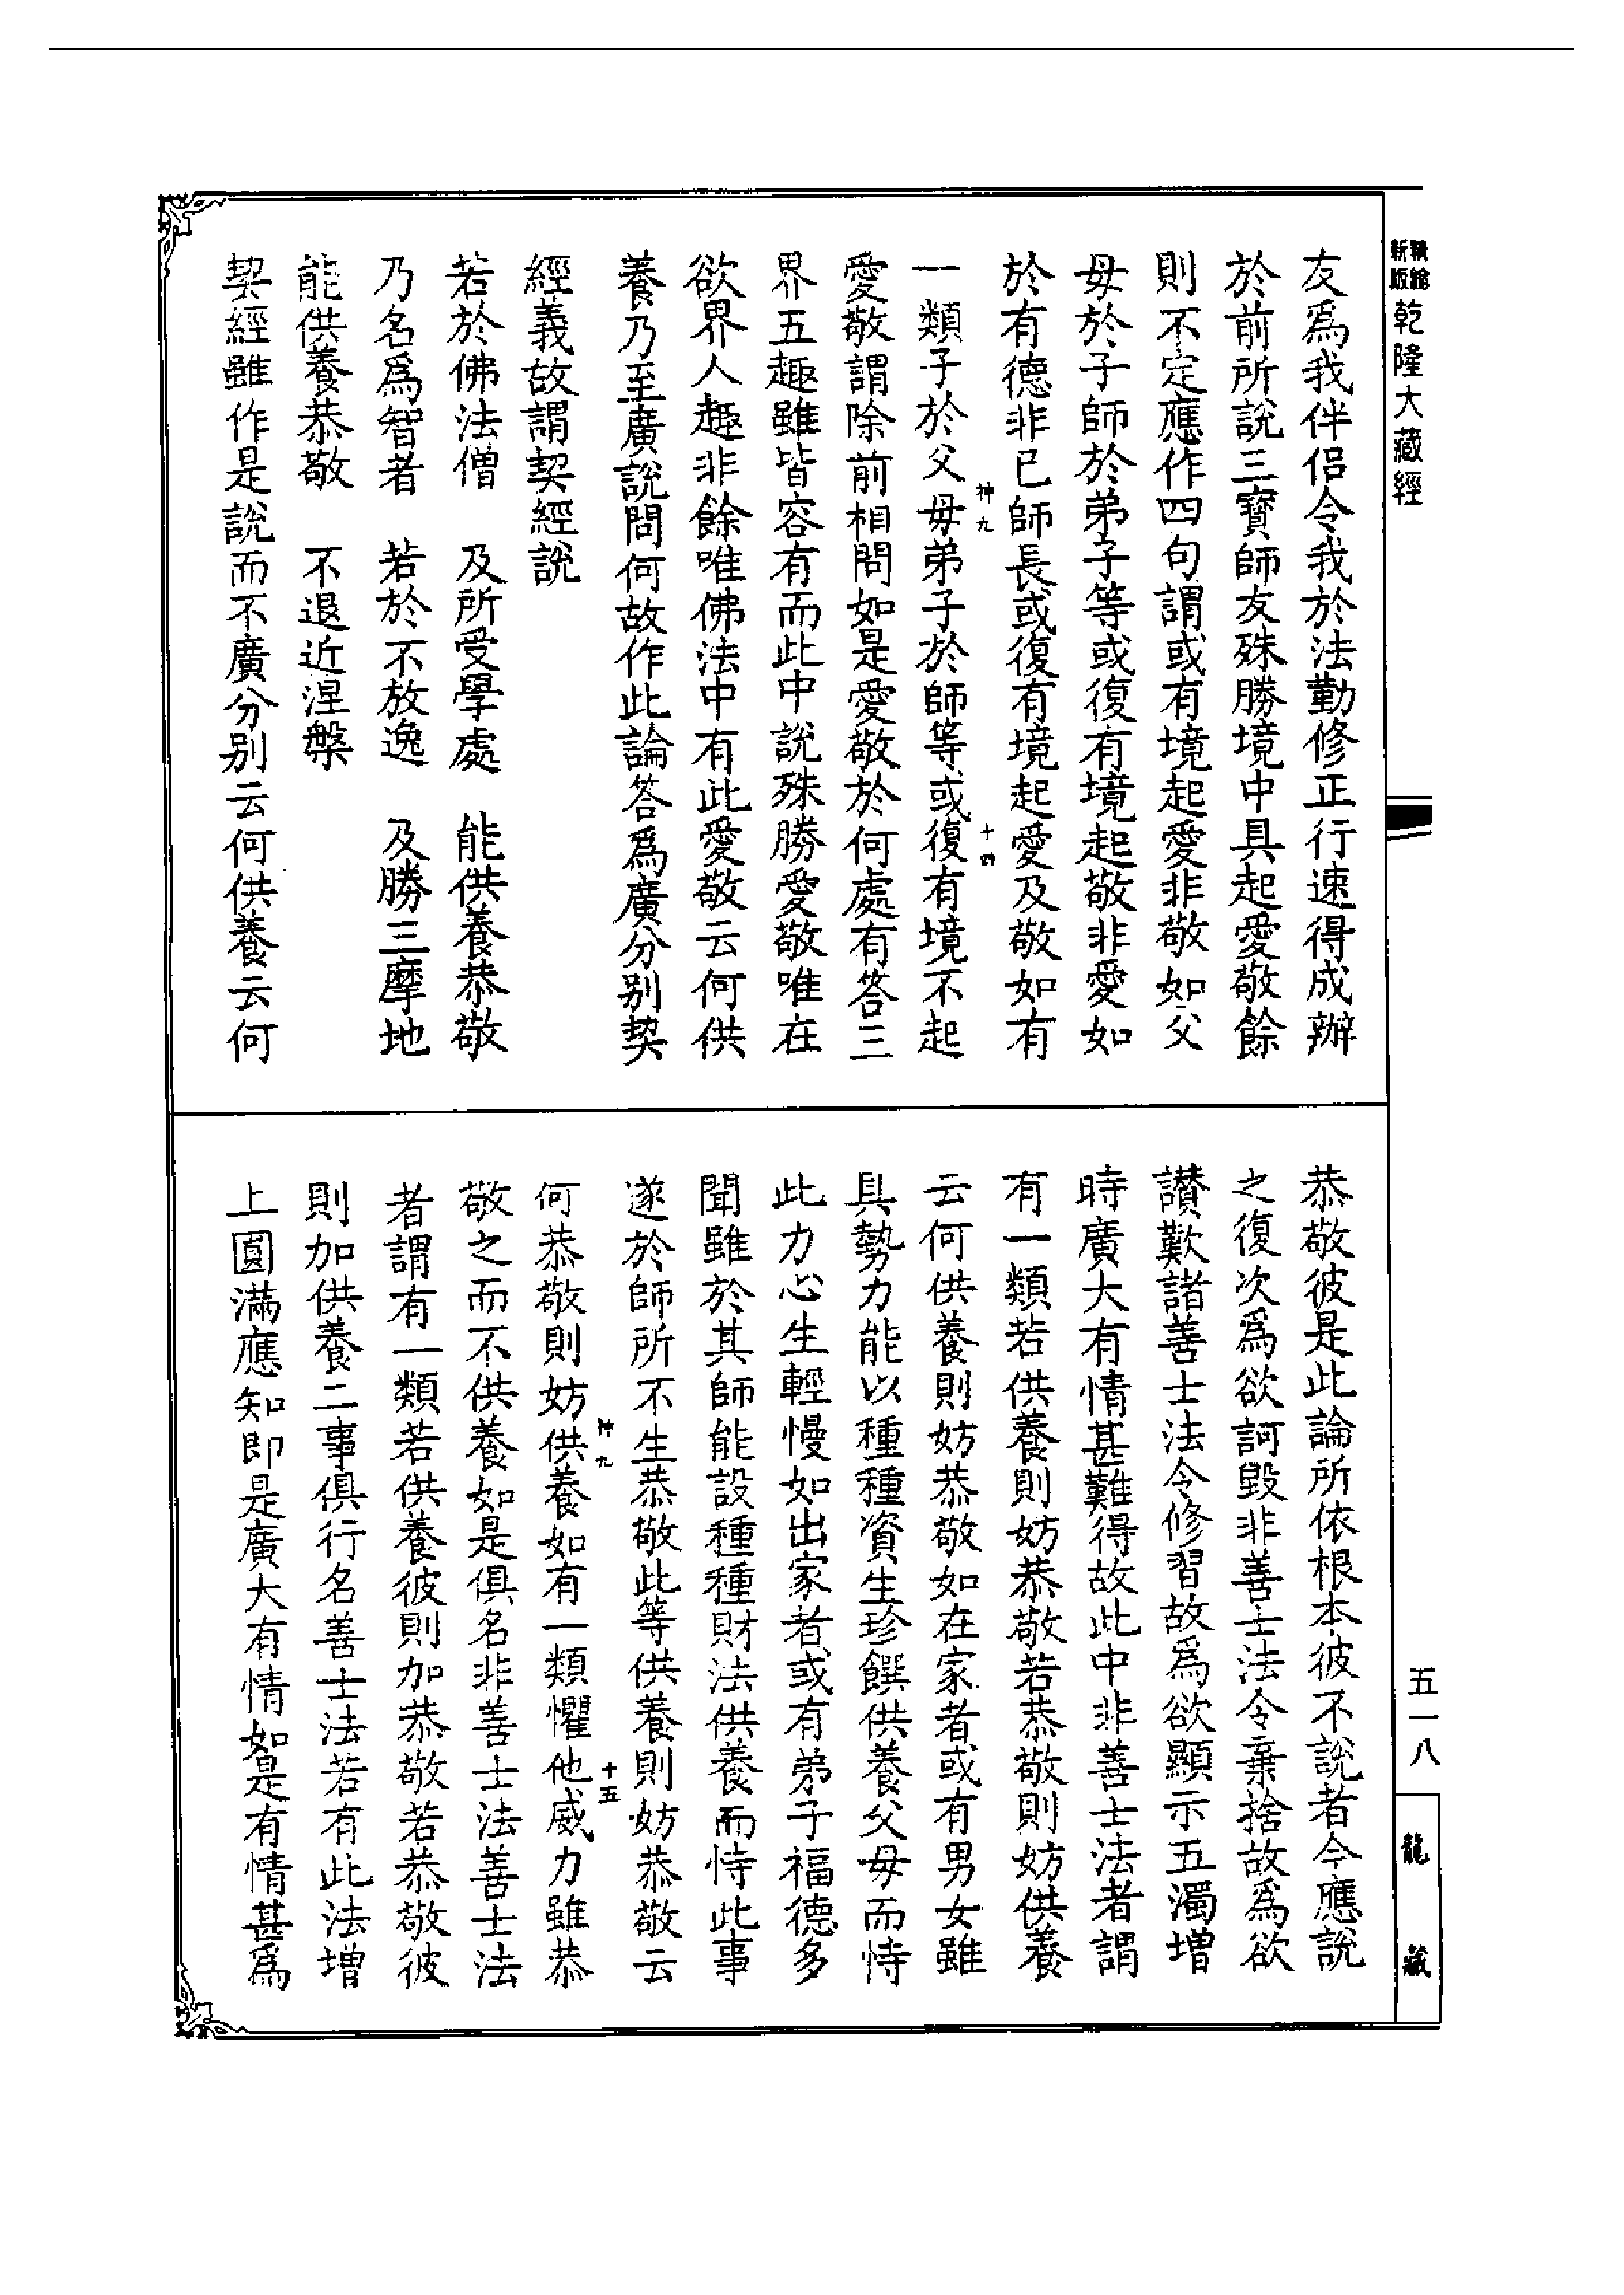 新縮
版編
乾隆大藏經
友為我伴侶令我於法勤修正行速得成辦
於前所說三寶師友殊勝境中具起愛敬餘
則不定應作四句謂或有境起愛非敬如父
母於子師於弟子等或復有境起敬非愛如
於有德非已師長或復有境起愛及敬如有
神九
十四
一類子於父母弟子於師等或復有境不起
愛敬謂除前相問如是愛敬於何處有答三
界五趣雖皆容有而此中說殊勝愛敬唯在
欲界人趣非餘唯佛法中有此愛敬云何供
養乃至廣說問何故作此論答為廣分別契
經義故謂契經說
若於佛法僧 及所受學處 能供養恭敬
乃名為智者 若於不放逸 及勝三摩地
能供養恭敬 不退近涅槃
契經雖作是說而不廣分別云何供養云何
恭敬彼是此論所依根本彼不說者今應說
之復次為欲訶毀非善士法令棄捨故為欲
讚歎諸善士法令修習故為欲顯示五濁增
時廣大有情甚難得故此中非善士法者謂
有一類若供養則妨恭敬若恭敬則妨供養
云何供養則妨恭敬如在家者或有男女雖
具勢力能以種種資生珍饌供養父母而恃
此力心生輕慢如出家者或有弟子福德多
聞雖於其師能設種種財法供養而恃此事
遂於師所不生恭敬此等供養則妨恭敬云
神九
十五
何恭敬則妨供養如有一類懼他威力雖恭
敬之而不供養如是俱名非善士法善士法
者謂有一類若供養彼則加恭敬若恭敬彼
則加供養二事俱行名善士法若有此法增
上圓滿應知即是廣大有情如是有情甚為
五一八
龍藏